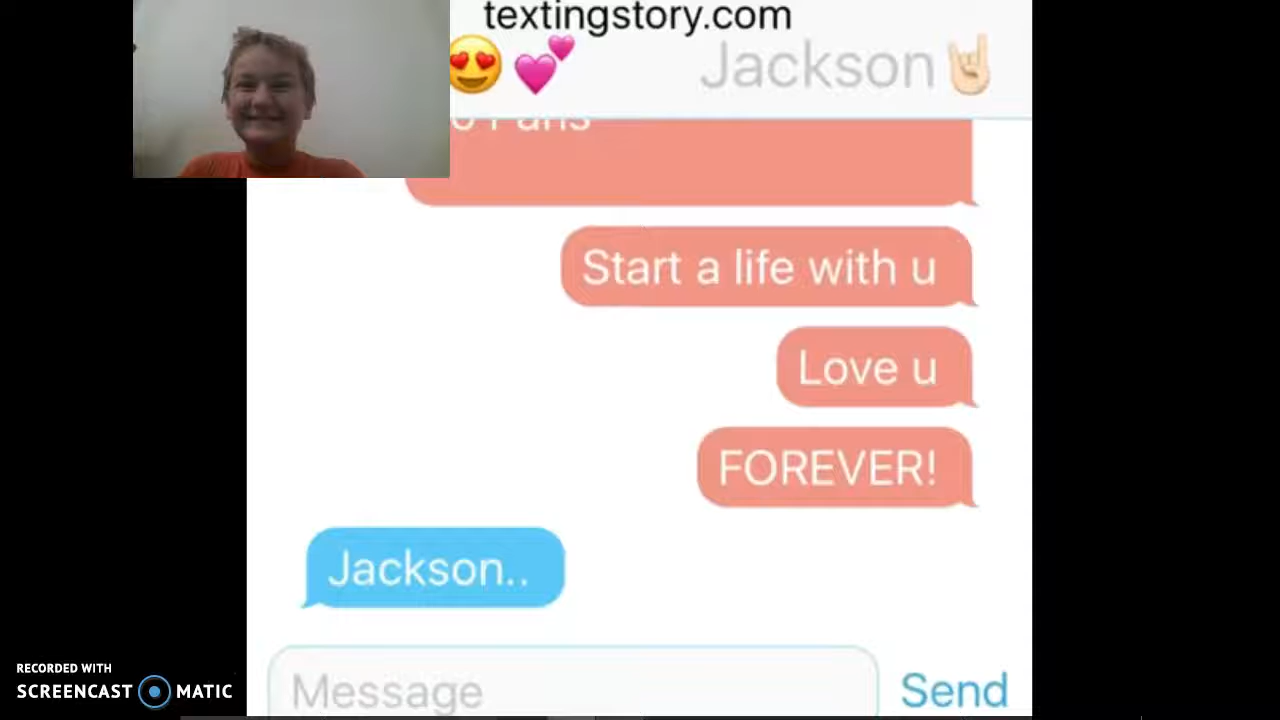 textingstory.com
😍💕 Jackson🤘🏻
Start a life with u
Love u
FOREVER!
Jackson..
Message Send
RECORDED WITH
SCREENCAST MATIC